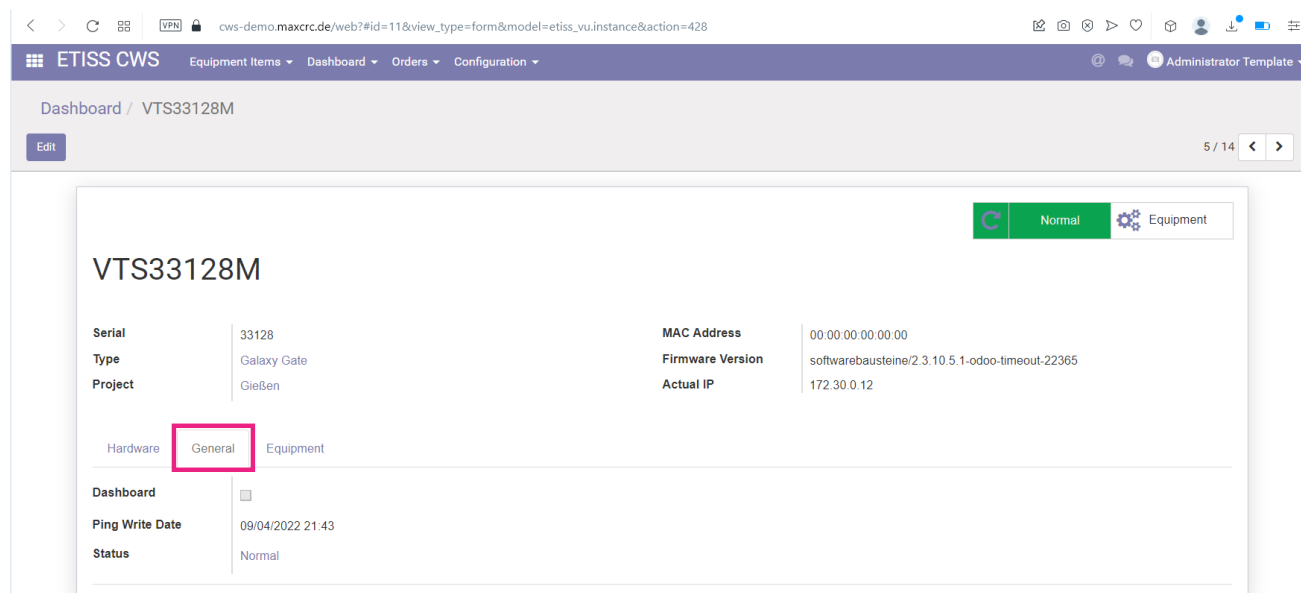 VPN cws-demo.maxcrc.de/web?#id=11&view_type=form&model=etiss_vu.instance&action=428
ETISS CWS Equipment Items Dashboard Orders Configuration @ Administrator Template
Dashboard / VTS33128M
Edit 5 / 14
Normal Equipment
VTS33128M
Serial 33128 MAC Address 00:00:00:00:00:00
Type Galaxy Gate Firmware Version softwarebausteine/2.3.10.5.1-odoo-timeout-22365
Project Gießen Actual IP 172.30.0.12
Hardware General Equipment
Dashboard
Ping Write Date 09/04/2022 21:43
Status Normal